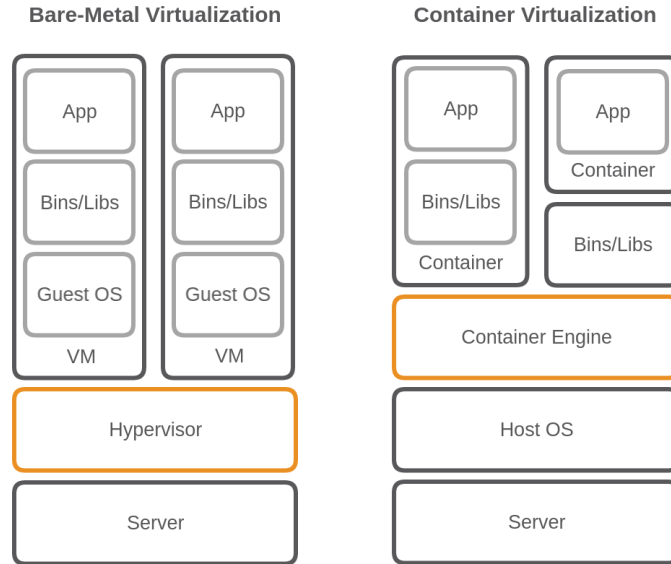 Bare-Metal Virtualization
App
App
Bins/Libs
Bins/Libs
Guest OS
Guest OS
VM
VM
Hypervisor
Server
Container Virtualization
App
Bins/Libs
Container
App
Container
Bins/Libs
Container Engine
Host OS
Server